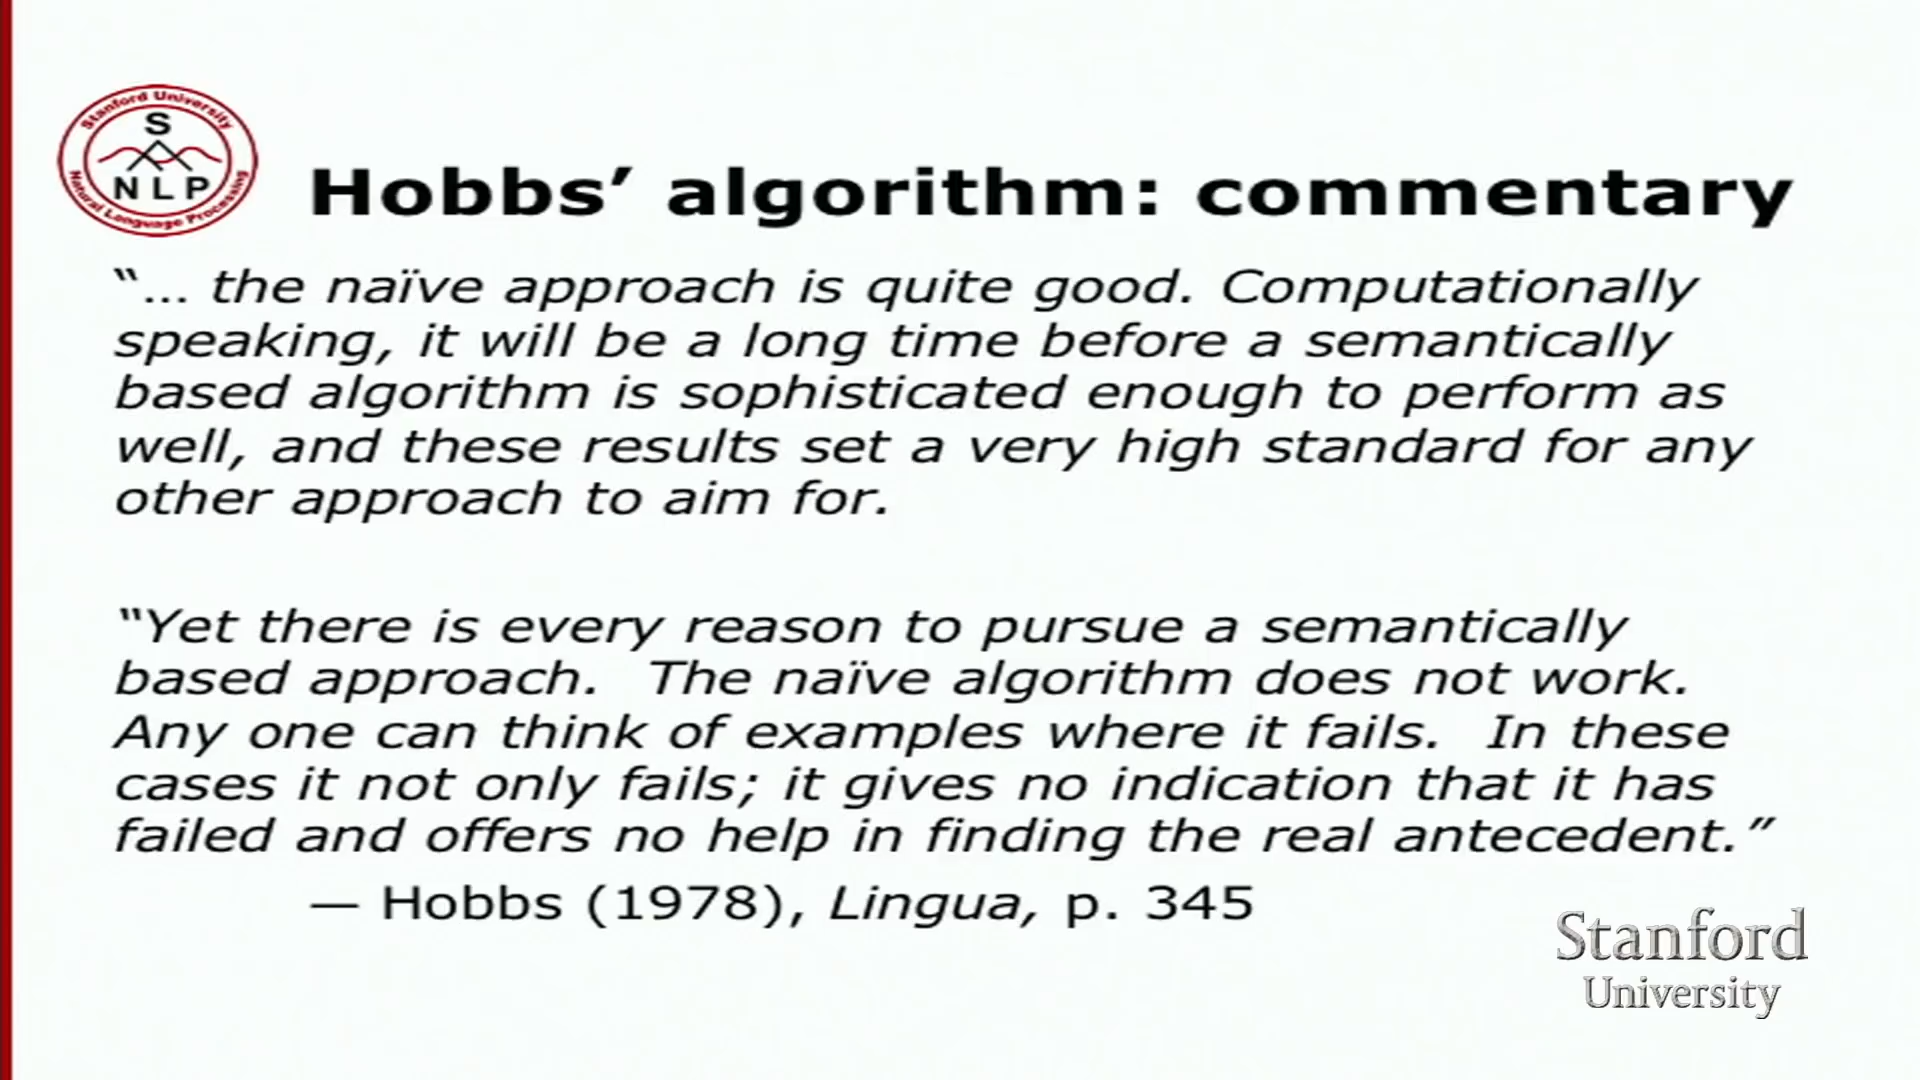 Stanford University
S
NLP
Natural Language Processing
Hobbs’ algorithm: commentary
“… the naïve approach is quite good. Computationally
speaking, it will be a long time before a semantically
based algorithm is sophisticated enough to perform as
well, and these results set a very high standard for any
other approach to aim for.
“Yet there is every reason to pursue a semantically
based approach.  The naïve algorithm does not work.
Any one can think of examples where it fails.  In these
cases it not only fails; it gives no indication that it has
failed and offers no help in finding the real antecedent.”
— Hobbs (1978), Lingua, p. 345
Stanford
University